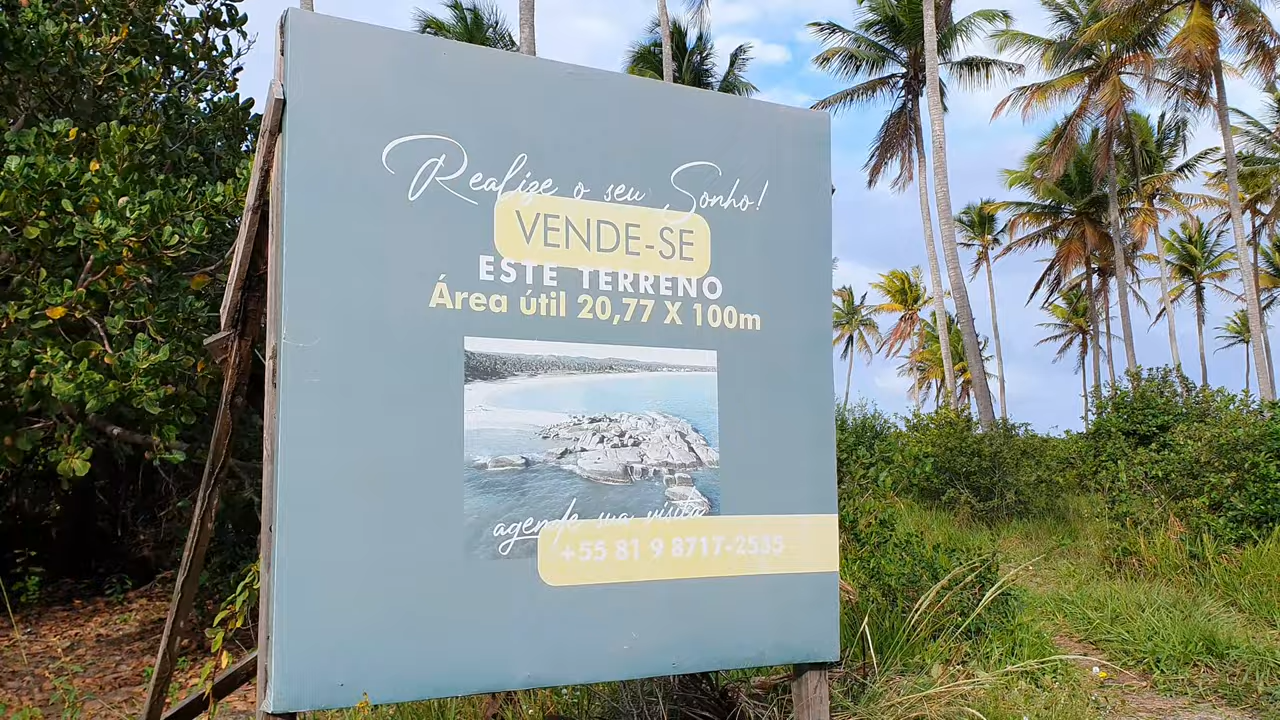 Realize o seu Sonho!
VENDE-SE
ESTE TERRENO
Área útil 20,77 X 100m
agende sua visita
+55 81 9 8717-2535